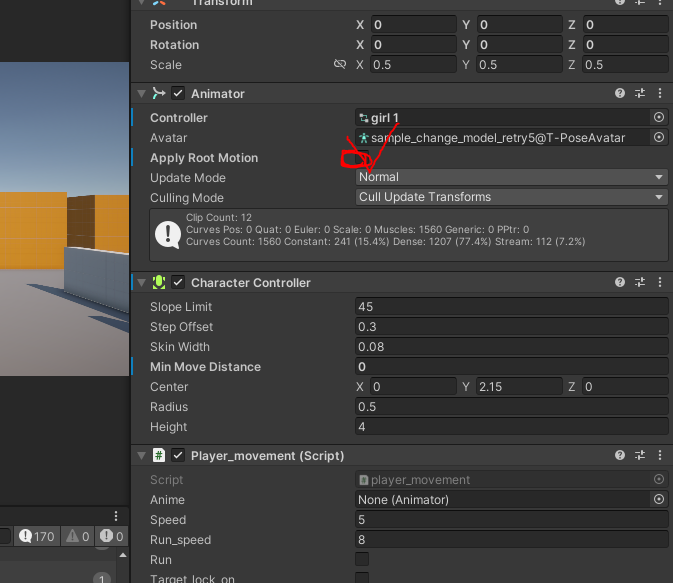 Transform
Position X 0 Y 0 Z 0
Rotation X 0 Y 0 Z 0
Scale X 0.5 Y 0.5 Z 0.5
Animator
Controller girl 1
Avatar sample_change_model_retry5@T-PoseAvatar
Apply Root Motion
Update Mode Normal
Culling Mode Cull Update Transforms
Clip Count: 12
Curves Pos: 0 Quat: 0 Euler: 0 Scale: 0 Muscles: 1560 Generic: 0 PPtr: 0
Curves Count: 1560 Constant: 241 (15.4%) Dense: 1207 (77.4%) Stream: 112 (7.2%)
Character Controller
Slope Limit 45
Step Offset 0.3
Skin Width 0.08
Min Move Distance 0
Center X 0 Y 2.15 Z 0
Radius 0.5
Height 4
# Player_movement (Script)
Script # player_movement
Anime None (Animator)
Speed 5
170 0 0 Run_speed 8
Run
1 Target_lock_on